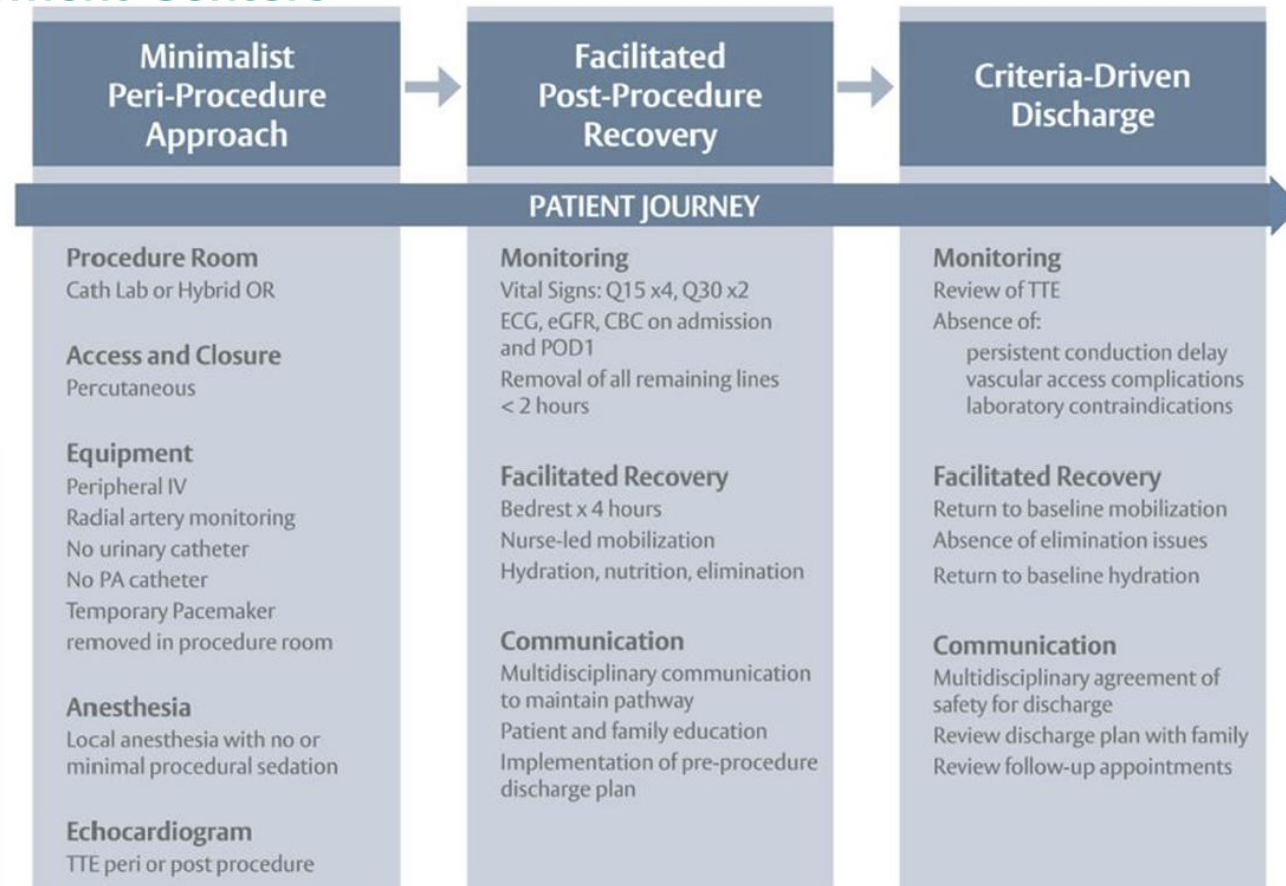 Minimalist
Peri-Procedure
Approach
Facilitated
Post-Procedure
Recovery
Criteria-Driven
Discharge
PATIENT JOURNEY
Procedure Room
Cath Lab or Hybrid OR
Access and Closure
Percutaneous
Equipment
Peripheral IV
Radial artery monitoring
No urinary catheter
No PA catheter
Temporary Pacemaker
removed in procedure room
Anesthesia
Local anesthesia with no or
minimal procedural sedation
Echocardiogram
TTE peri or post procedure
Monitoring
Vital Signs: Q15 x4, Q30 x2
ECG, eGFR, CBC on admission
and POD1
Removal of all remaining lines
< 2 hours
Facilitated Recovery
Bedrest x 4 hours
Nurse-led mobilization
Hydration, nutrition, elimination
Communication
Multidisciplinary communication
to maintain pathway
Patient and family education
Implementation of pre-procedure
discharge plan
Monitoring
Review of TTE
Absence of:
persistent conduction delay
vascular access complications
laboratory contraindications
Facilitated Recovery
Return to baseline mobilization
Absence of elimination issues
Return to baseline hydration
Communication
Multidisciplinary agreement of
safety for discharge
Review discharge plan with family
Review follow-up appointments